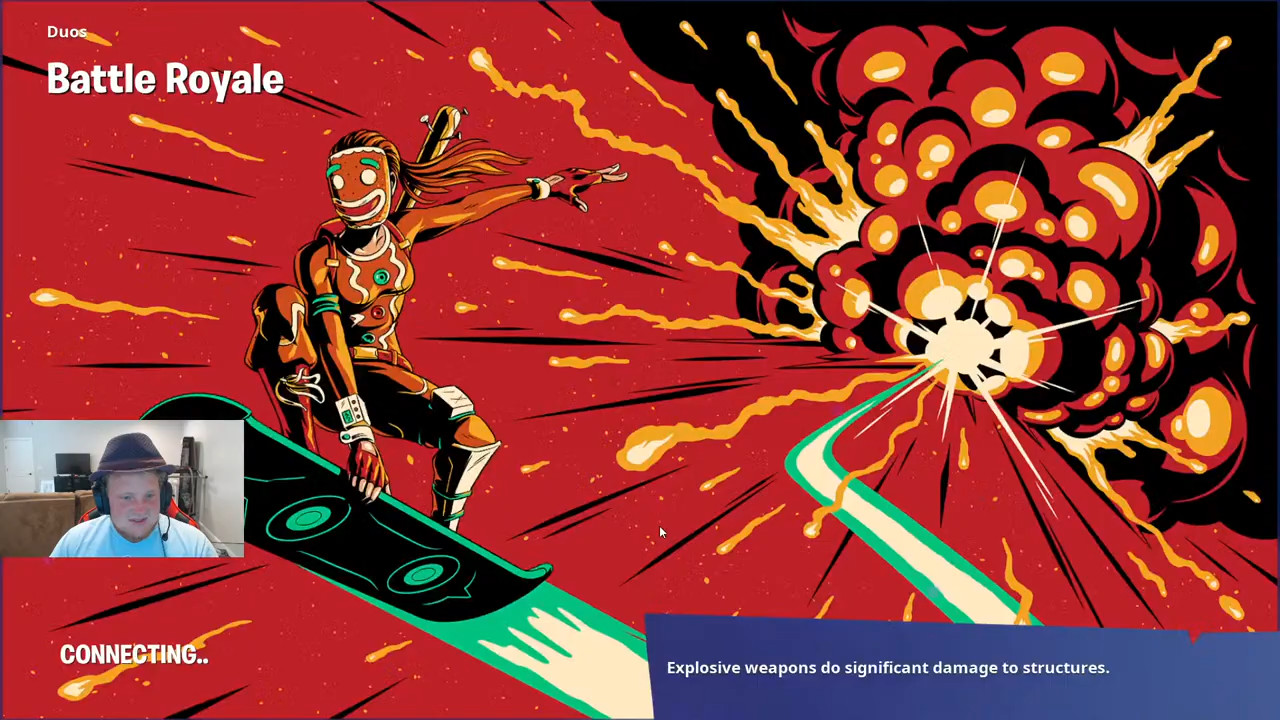 Duos
Battle Royale
CONNECTING..
Explosive weapons do significant damage to structures.